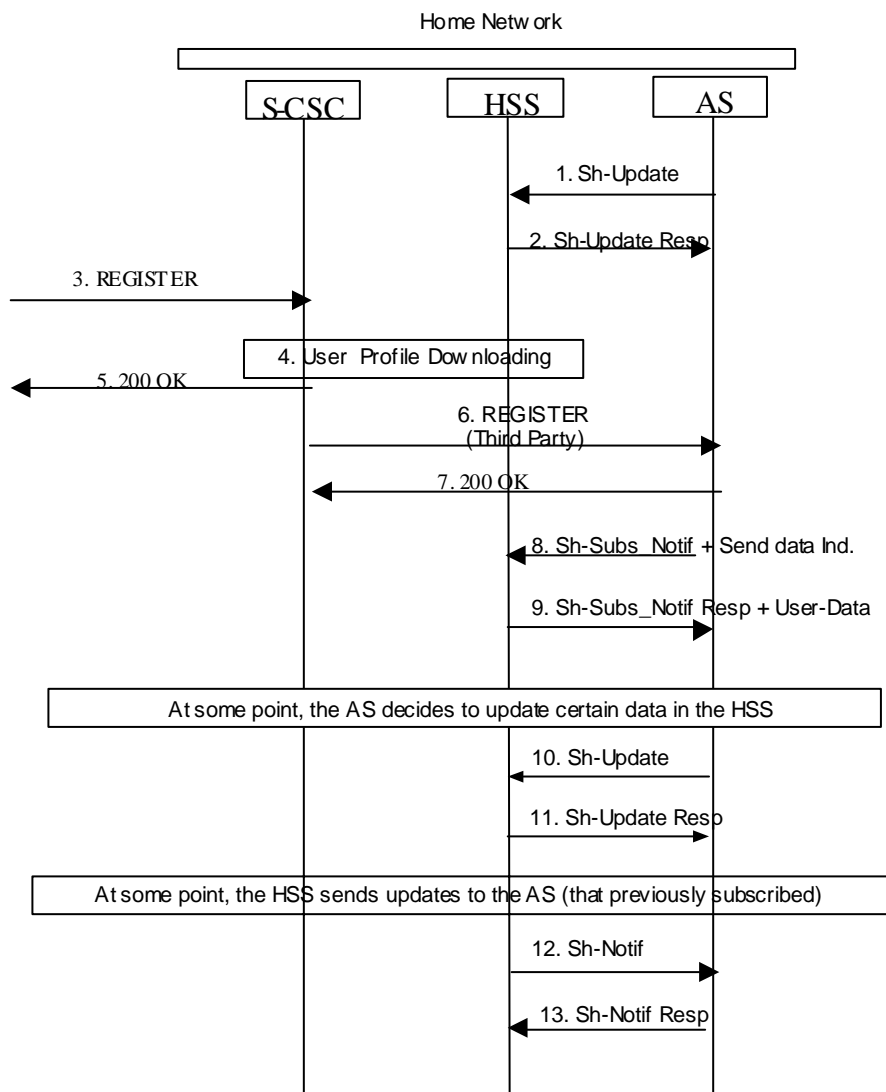 Home Network
S-CSC
HSS
AS
1. Sh-Update
2. Sh-Update Resp
3. REGISTER
4. User Profile Downloading
5. 200 OK
6. REGISTER
(Third Party)
7. 200 OK
8. Sh-Subs_Notif + Send data Ind.
9. Sh-Subs_Notif Resp + User-Data
At some point, the AS decides to update certain data in the HSS
10. Sh-Update
11. Sh-Update Resp
At some point, the HSS sends updates to the AS (that previously subscribed)
12. Sh-Notif
13. Sh-Notif Resp